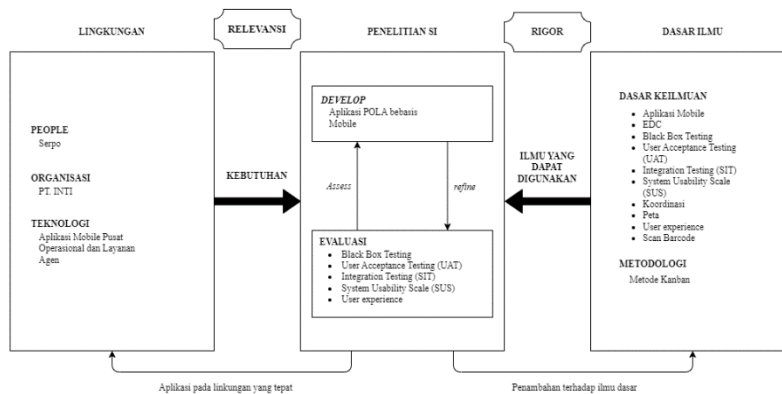 LINGKUNGAN
RELEVANSI
PENELITIAN SI
RIGOR
DASAR ILMU
PEOPLE
Serpo
ORGANISASI
PT. INTI
TEKNOLOGI
Aplikasi Mobile Pusat
Operasional dan Layanan
Agen
KEBUTUHAN
DEVELOP
Aplikasi POLA bebasis
Mobile
Assess
refine
EVALUASI
Black Box Testing
User Acceptance Testing (UAT)
Integration Testing (SIT)
System Usability Scale (SUS)
User experience
ILMU YANG
DAPAT
DIGUNAKAN
DASAR KEILMUAN
Aplikasi Mobile
EDC
Black Box Testing
User Acceptance Testing
(UAT)
Integration Testing (SIT)
System Usability Scale
(SUS)
Koordinasi
Peta
User experience
Scan Barcode
METODOLOGI
Metode Kanban
Aplikasi pada linkungan yang tepat
Penambahan terhadap ilmu dasar